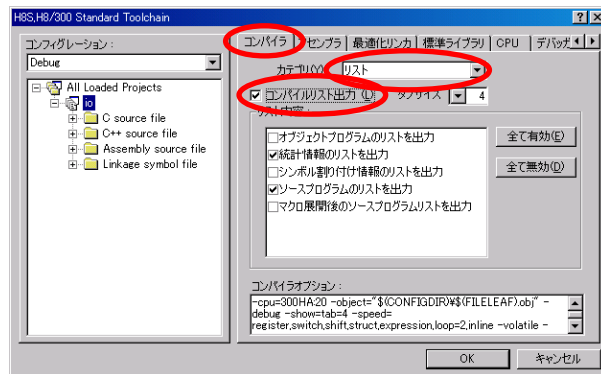 H8S,H8/300 Standard Toolchain
コンフィグレーション :
Debug
All Loaded Projects
io
C source file
C++ source file
Assembly source file
Linkage symbol file
コンパイラ センブラ 最適化リンカ 標準ライブラリ CPU デバッガ
カテゴリ(Y) リスト
コンパイルリスト出力(L) タブサイズ 4
リスト内容 :
オブジェクトプログラムのリストを出力
統計情報のリストを出力
シンボル割り付け情報のリストを出力
ソースプログラムのリストを出力
マクロ展開後のソースプログラムリストを出力
全て有効(E)
全て無効(D)
コンパイラオプション :
-cpu=300HA:20 -object="$(CONFIGDIR)¥$(FILELEAF).obj" -
debug -show=tab=4 -speed=
register,switch,shift,struct,expression,loop=2,inline -volatile -
OK キャンセル